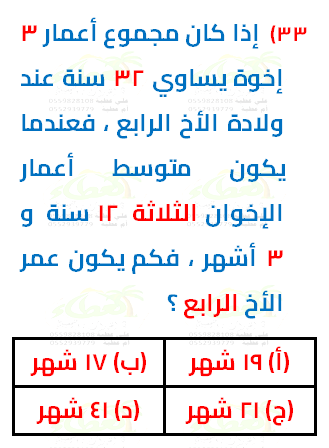 ٣٣) إذا كان مجموع أعمار ٣
إخوة يساوي ٣٢ سنة عند
ولادة الأخ الرابع ، فعندما
يكون متوسط أعمار
الإخوان الثلاثة ١٢ سنة و
٣ أشهر ، فكم يكون عمر
الأخ الرابع ؟
(أ) ١٩ شهر (ب) ١٧ شهر
(ج) ٢١ شهر (د) ٤١ شهر